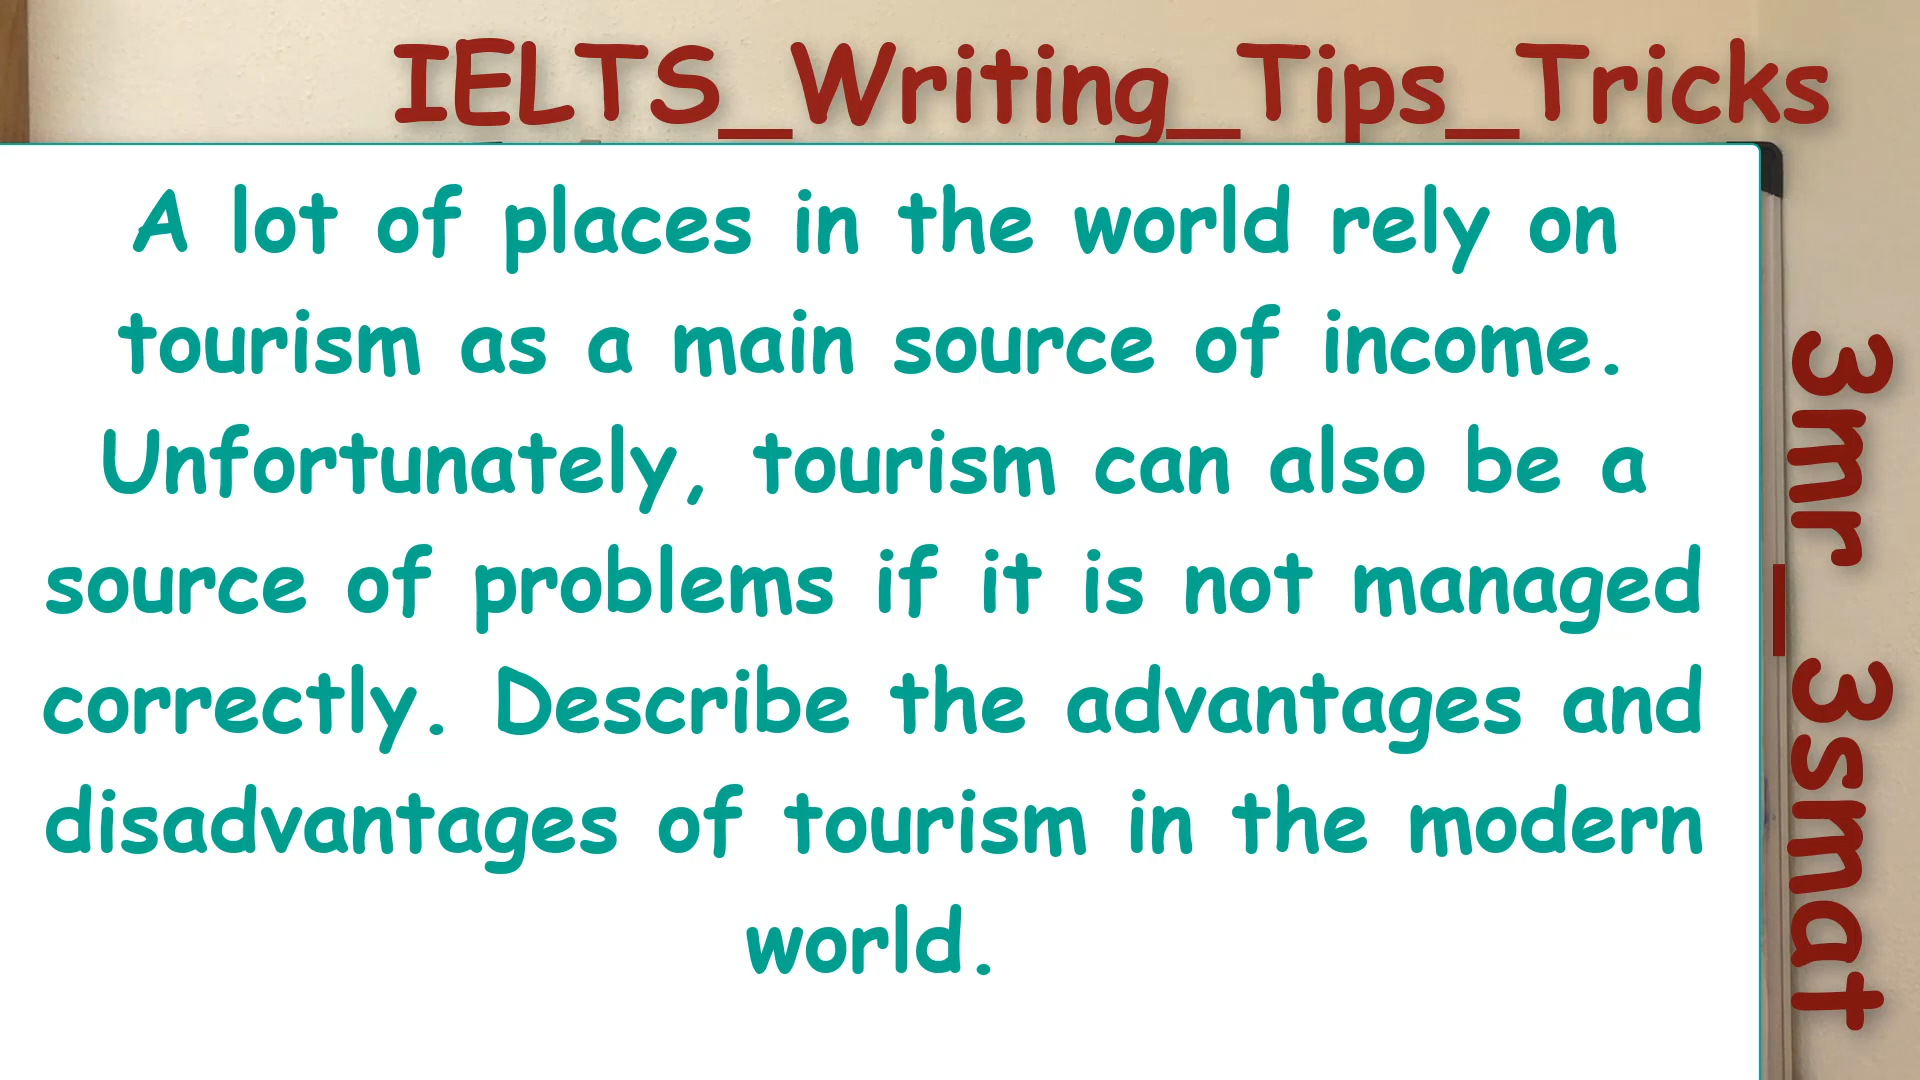 IELTS_Writing_Tips_Tricks
A lot of places in the world rely on
tourism as a main source of income.
Unfortunately, tourism can also be a
source of problems if it is not managed
correctly. Describe the advantages and
disadvantages of tourism in the modern
world.
3mr_3smat